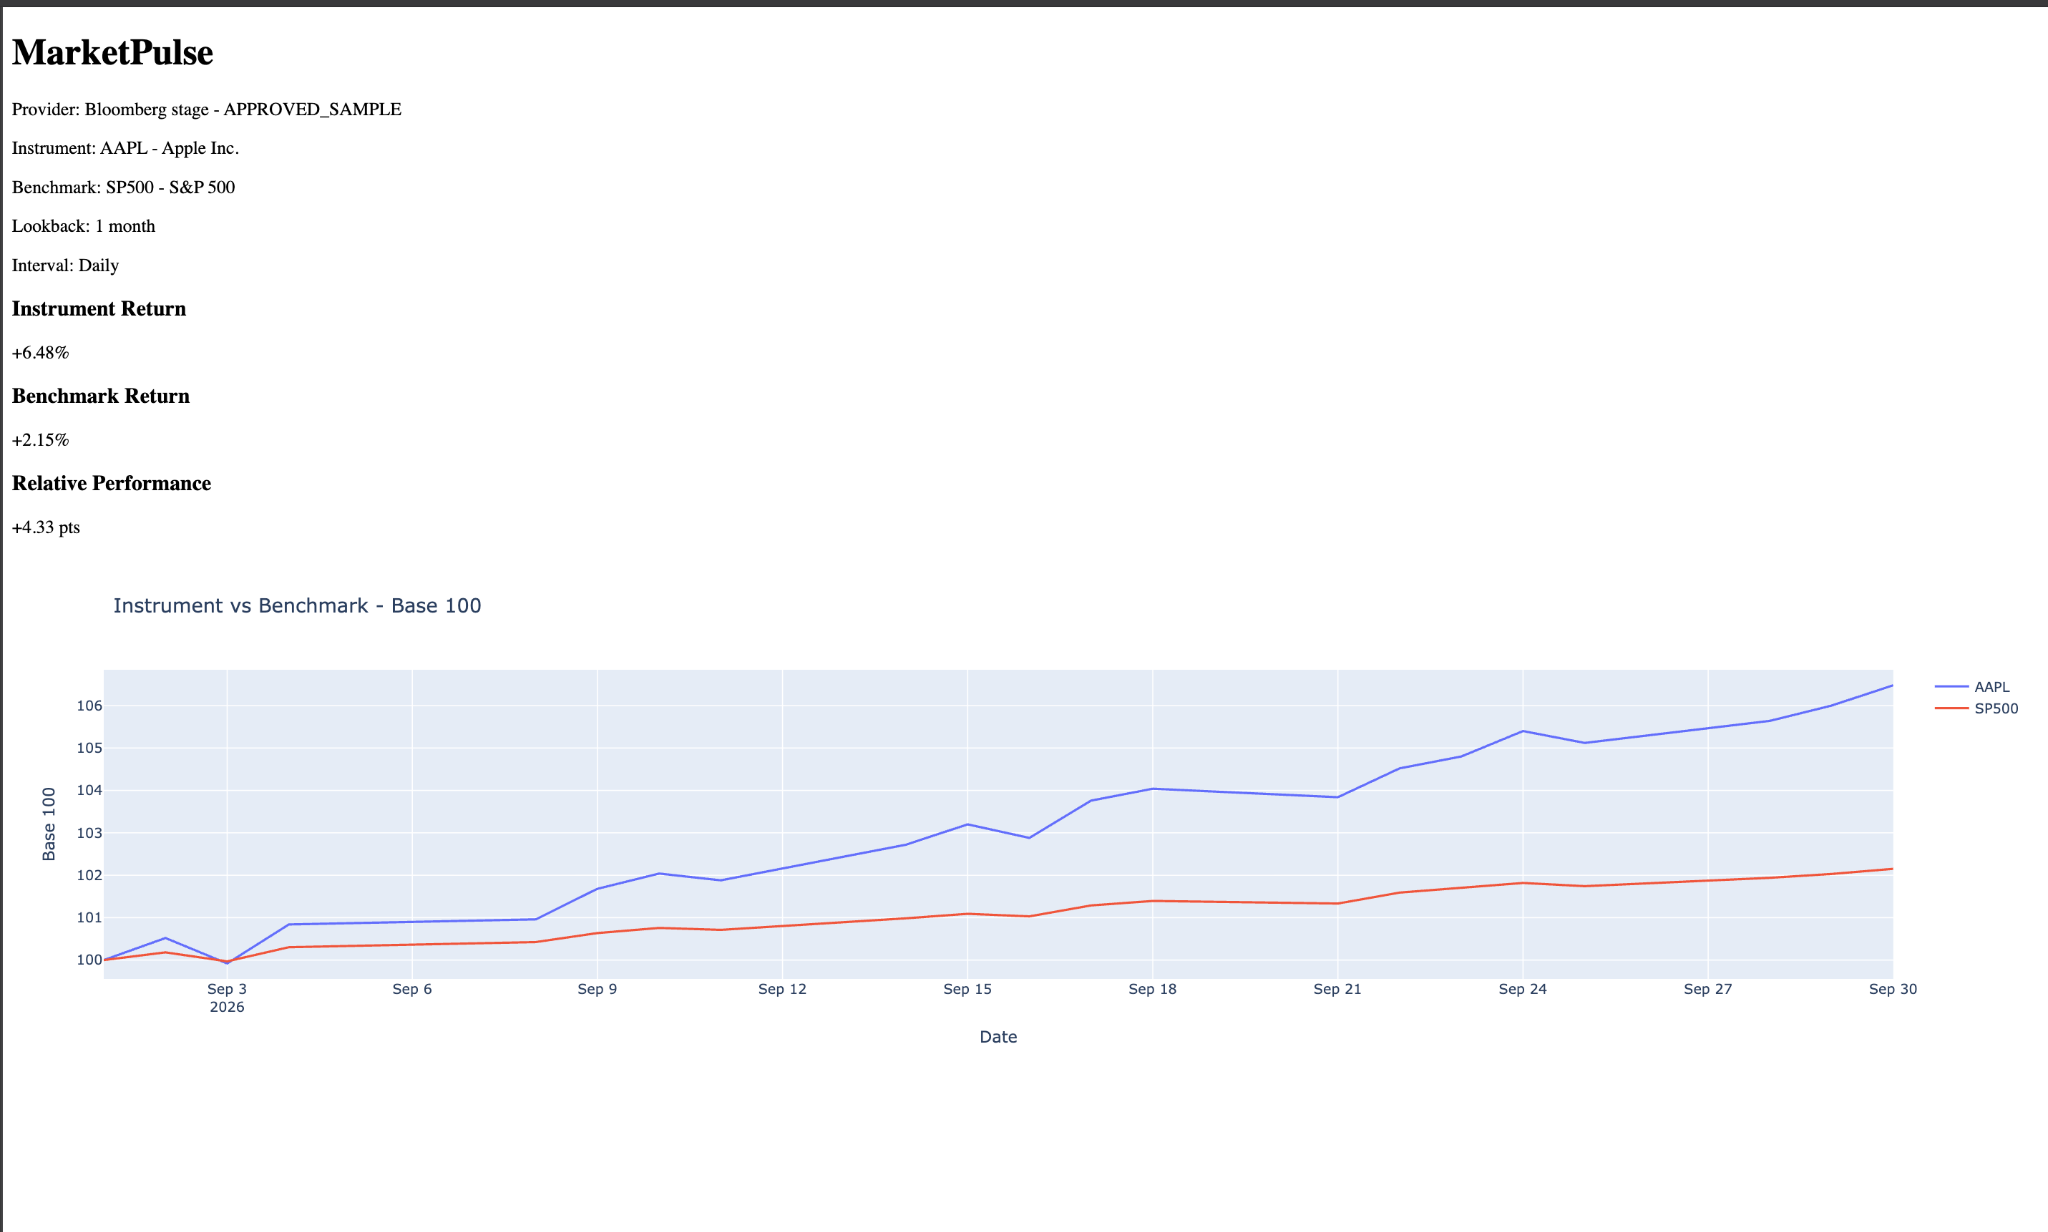 MarketPulse
Provider: Bloomberg stage - APPROVED_SAMPLE
Instrument: AAPL - Apple Inc.
Benchmark: SP500 - S&P 500
Lookback: 1 month
Interval: Daily
Instrument Return
+6.48%
Benchmark Return
+2.15%
Relative Performance
+4.33 pts
Instrument vs Benchmark - Base 100
AAPL
SP500
Base 100
106
105
104
103
102
101
100
Sep 3 Sep 6 Sep 9 Sep 12 Sep 15 Sep 18 Sep 21 Sep 24 Sep 27 Sep 30
2026
Date